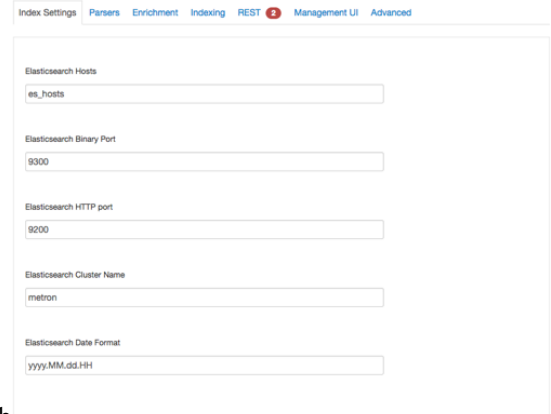 Index Settings Parsers Enrichment Indexing REST 2 Management UI Advanced
Elasticsearch Hosts
es_hosts
Elasticsearch Binary Port
9300
Elasticsearch HTTP port
9200
Elasticsearch Cluster Name
metron
Elasticsearch Date Format
yyyy.MM.dd.HH